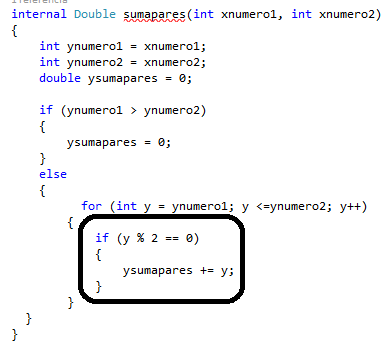 1 referencia
internal Double sumapares(int xnumero1, int xnumero2)
{
int ynumero1 = xnumero1;
int ynumero2 = xnumero2;
double ysumapares = 0;
if (ynumero1 > ynumero2)
{
ysumapares = 0;
}
else
{
for (int y = ynumero1; y <=ynumero2; y++)
{
if (y % 2 == 0)
{
ysumapares += y;
}
}
}
}